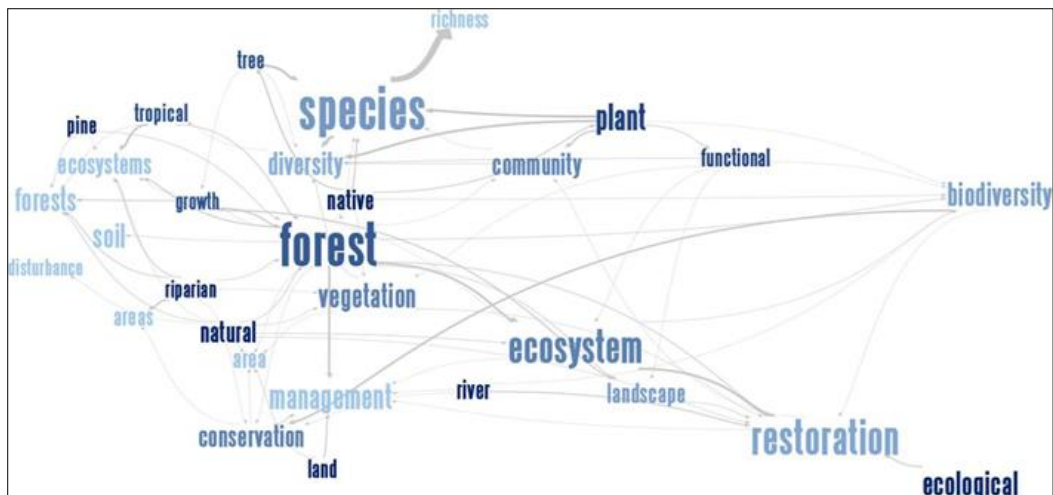 richness
tree
species
tropical
plant
pine
ecosystems
diversity
community
functional
forests
growth
native
biodiversity
soil
forest
disturbance
riparian
vegetation
areas
natural
ecosystem
area
management
river
landscape
conservation
restoration
land
ecological